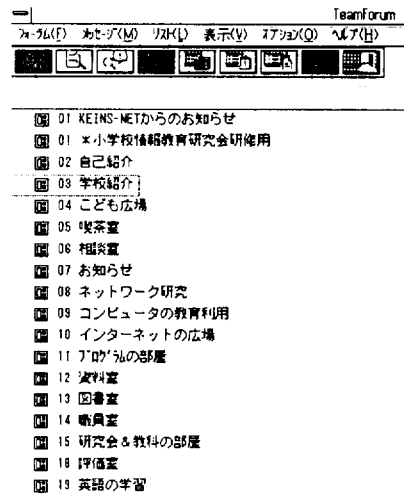 TeamForum
フォーラム(F) メッセージ(M) リスト(L) 表示(V) オプション(O) ヘルプ(H)
01 KEINS-NETからのお知らせ
01 *小学校情報教育研究会研修用
02 自己紹介
03 学校紹介
04 こども広場
05 喫茶室
06 相談室
07 お知らせ
08 ネットワーク研究
09 コンピュータの教育利用
10 インターネットの広場
11 プログラムの部屋
12 資料室
13 図書室
14 職員室
15 研究会&教科の部屋
18 評価室
19 英語の学習